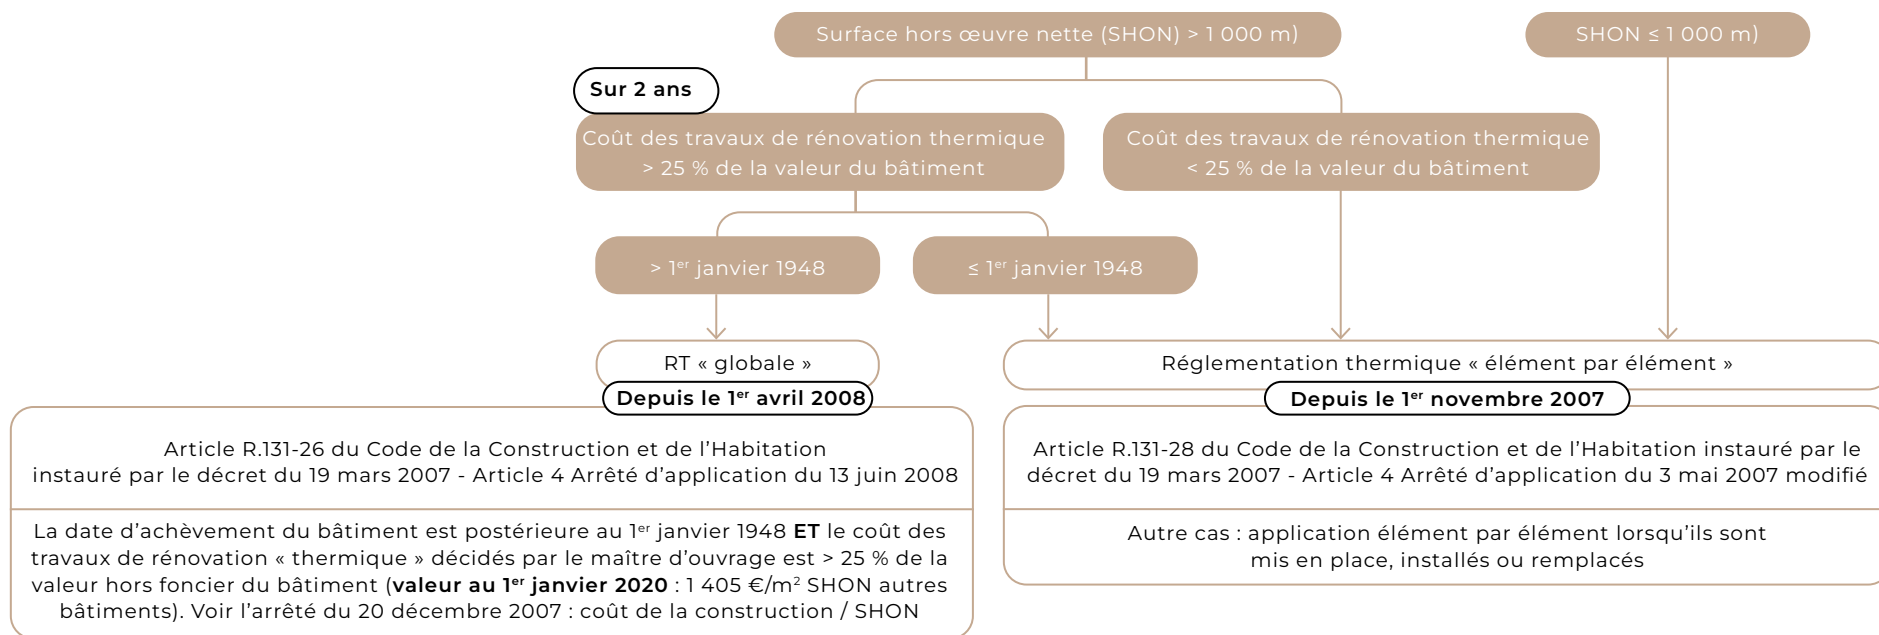 Surface hors œuvre nette (SHON) > 1 000 m)
SHON ≤ 1 000 m)
Sur 2 ans
Coût des travaux de rénovation thermique
> 25 % de la valeur du bâtiment
Coût des travaux de rénovation thermique
< 25 % de la valeur du bâtiment
> 1er janvier 1948
≤ 1er janvier 1948
RT « globale »
Réglementation thermique « élément par élément »
Depuis le 1er avril 2008
Depuis le 1er novembre 2007
Article R.131-26 du Code de la Construction et de l’Habitation
instauré par le décret du 19 mars 2007 - Article 4 Arrêté d’application du 13 juin 2008
La date d’achèvement du bâtiment est postérieure au 1er janvier 1948 ET le coût des
travaux de rénovation « thermique » décidés par le maître d’ouvrage est > 25 % de la
valeur hors foncier du bâtiment (valeur au 1er janvier 2020 : 1 405 €/m² SHON autres
bâtiments). Voir l’arrêté du 20 décembre 2007 : coût de la construction / SHON
Article R.131-28 du Code de la Construction et de l’Habitation instauré par le
décret du 19 mars 2007 - Article 4 Arrêté d’application du 3 mai 2007 modifié
Autre cas : application élément par élément lorsqu’ils sont
mis en place, installés ou remplacés